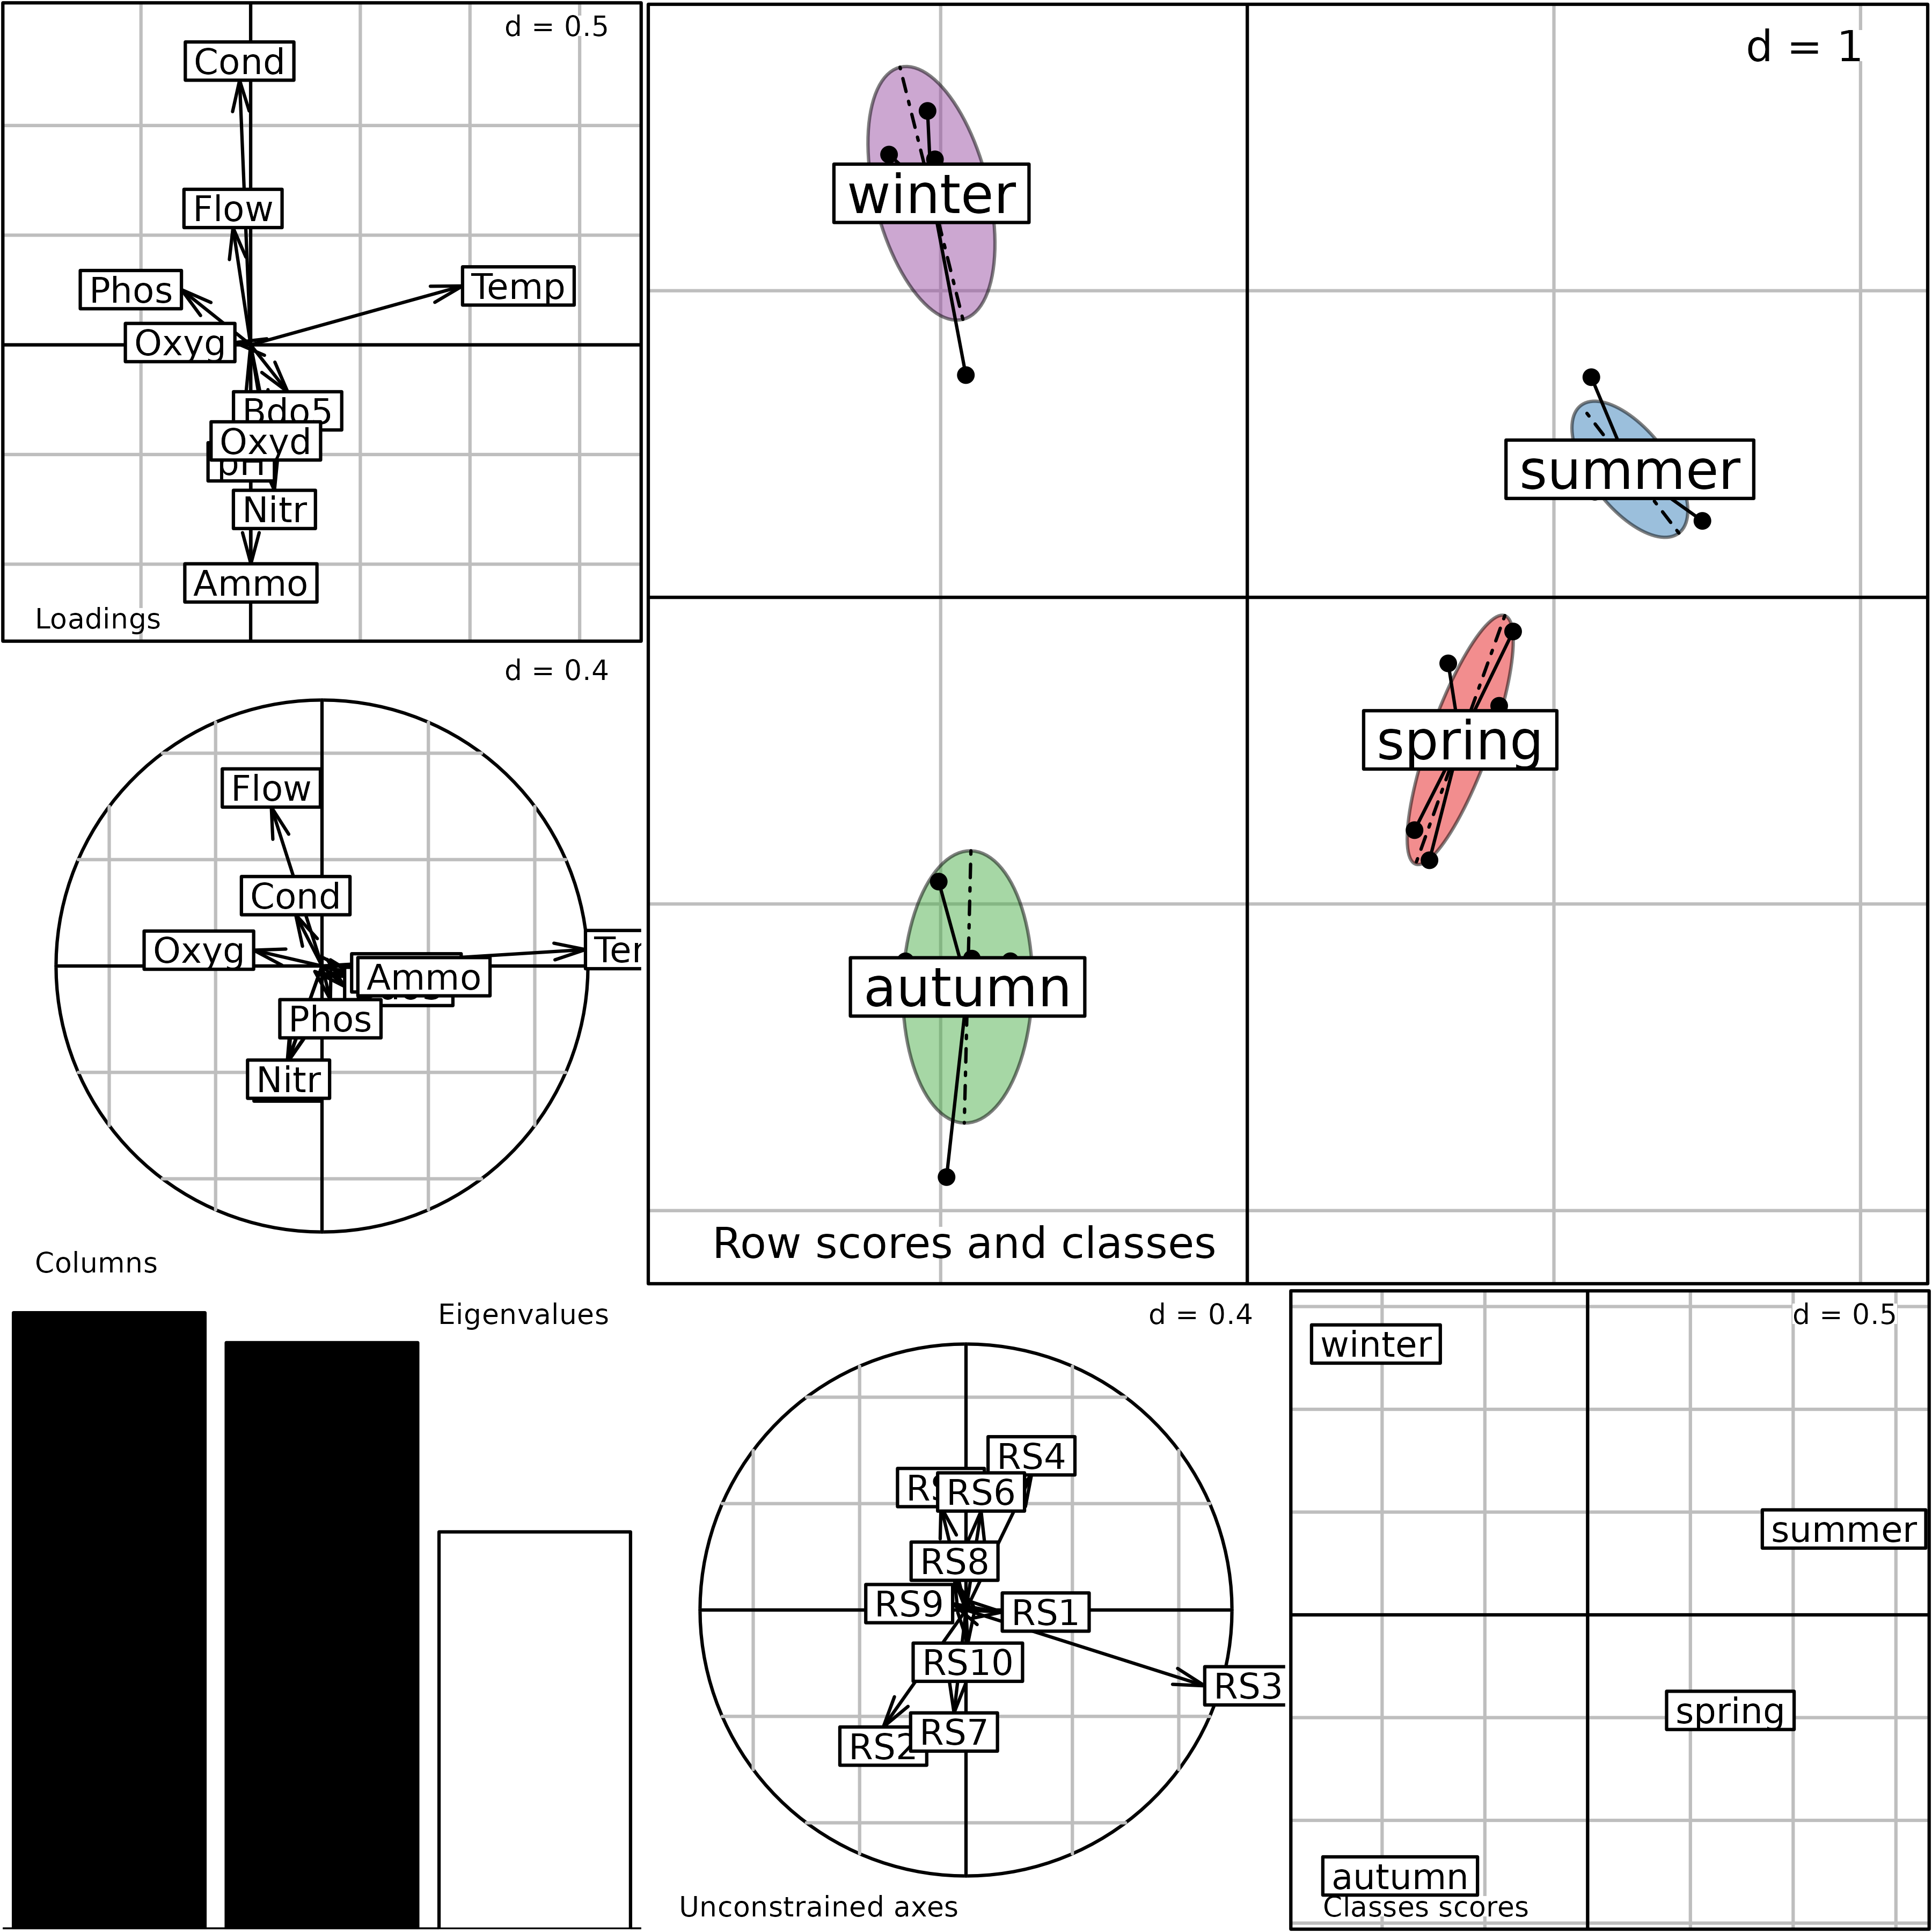 d = 0.5
Cond
Flow
Phos
Temp
Oxyg
Bdo5
Oxyd
pH
Nitr
Ammo
Loadings
d = 1
winter
summer
spring
autumn
Row scores and classes
d = 0.4
Flow
Cond
Oxyg
Ammo
Phos
Nitr
Columns
Eigenvalues
d = 0.4
RS4
RS6
RS8
RS9
RS1
RS10
RS3
RS2
RS7
Unconstrained axes
d = 0.5
winter
summer
spring
autumn
Classes scores